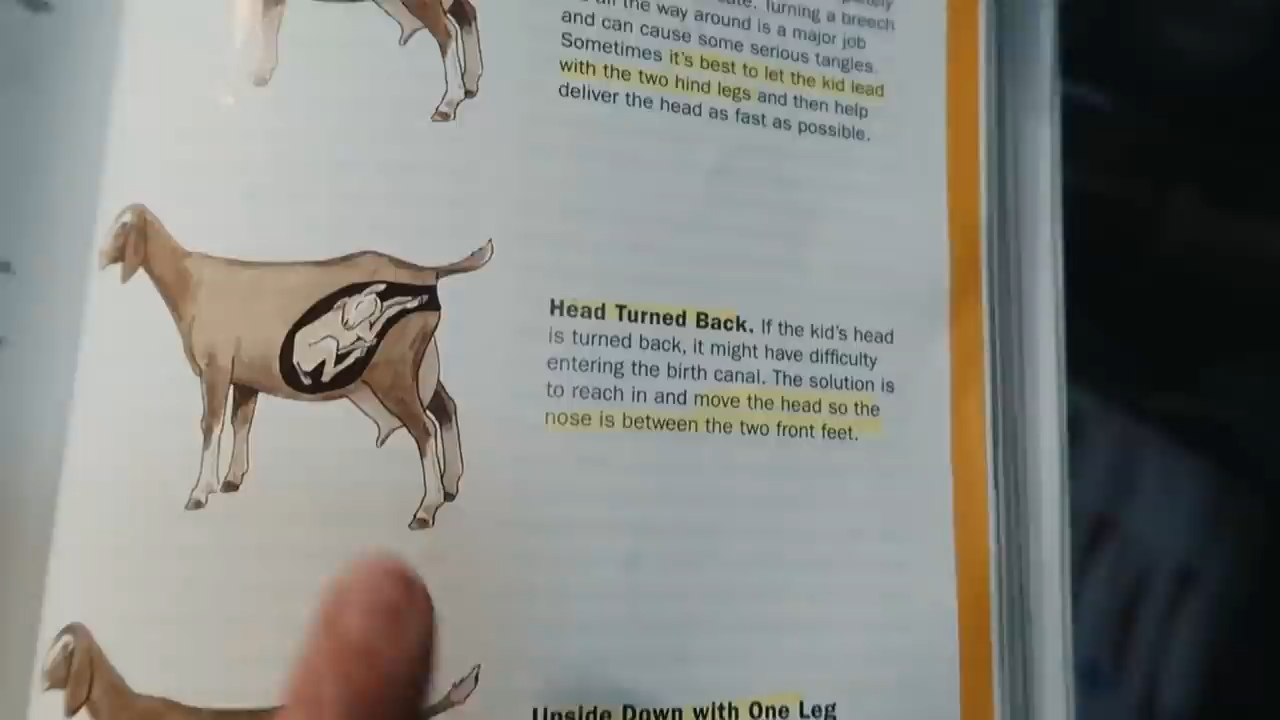 the way around is a major job
Turning a breech
and can cause some serious tangles.
Sometimes it's best to let the kid lead
with the two hind legs and then help
deliver the head as fast as possible.
Head Turned Back. If the kid's head
is turned back, it might have difficulty
entering the birth canal. The solution is
to reach in and move the head so the
nose is between the two front feet.
Upside Down with One Leg